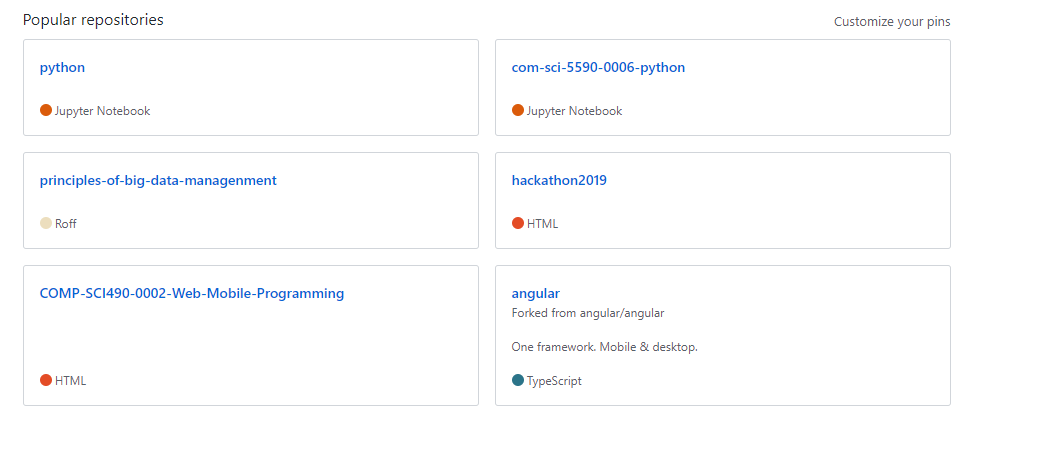 Popular repositories
Customize your pins
python
Jupyter Notebook
com-sci-5590-0006-python
Jupyter Notebook
principles-of-big-data-managenment
Roff
hackathon2019
HTML
COMP-SCI490-0002-Web-Mobile-Programming
HTML
angular
Forked from angular/angular
One framework. Mobile & desktop.
TypeScript